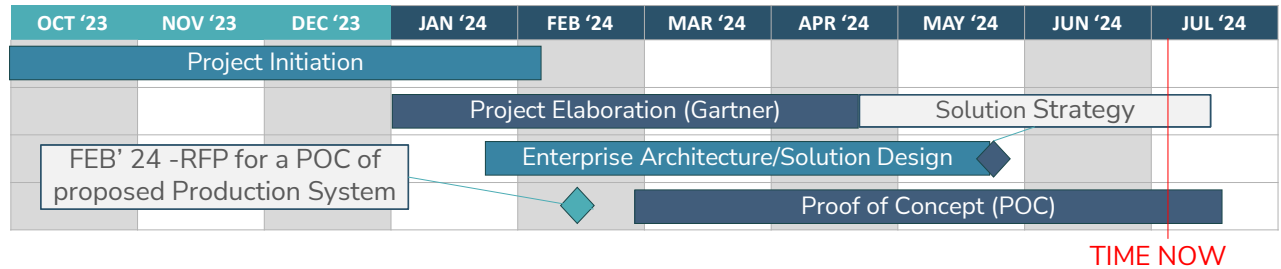 OCT ‘23 NOV ‘23 DEC ‘23 JAN ‘24 FEB ‘24 MAR ‘24 APR ‘24 MAY ‘24 JUN ‘24 JUL ‘24
Project Initiation
Project Elaboration (Gartner) Solution Strategy
Enterprise Architecture/Solution Design
FEB’ 24 -RFP for a POC of
proposed Production System
Proof of Concept (POC)
TIME NOW